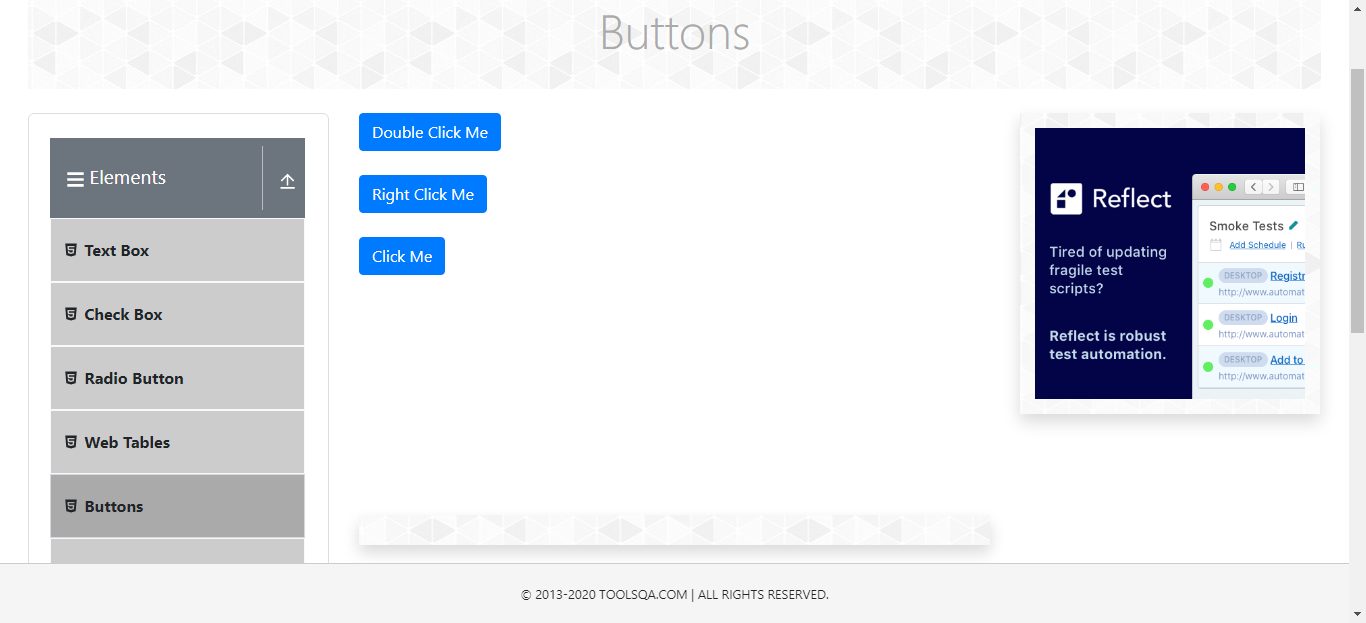 Buttons
Elements
Text Box
Check Box
Radio Button
Web Tables
Buttons
Double Click Me
Right Click Me
Click Me
Reflect
Tired of updating
fragile test
scripts?
Reflect is robust
test automation.
Smoke Tests
Add Schedule |
DESKTOP Registr
http://www.automat
DESKTOP Login
http://www.automat
DESKTOP Add to
http://www.automat
© 2013-2020 TOOLSQA.COM | ALL RIGHTS RESERVED.